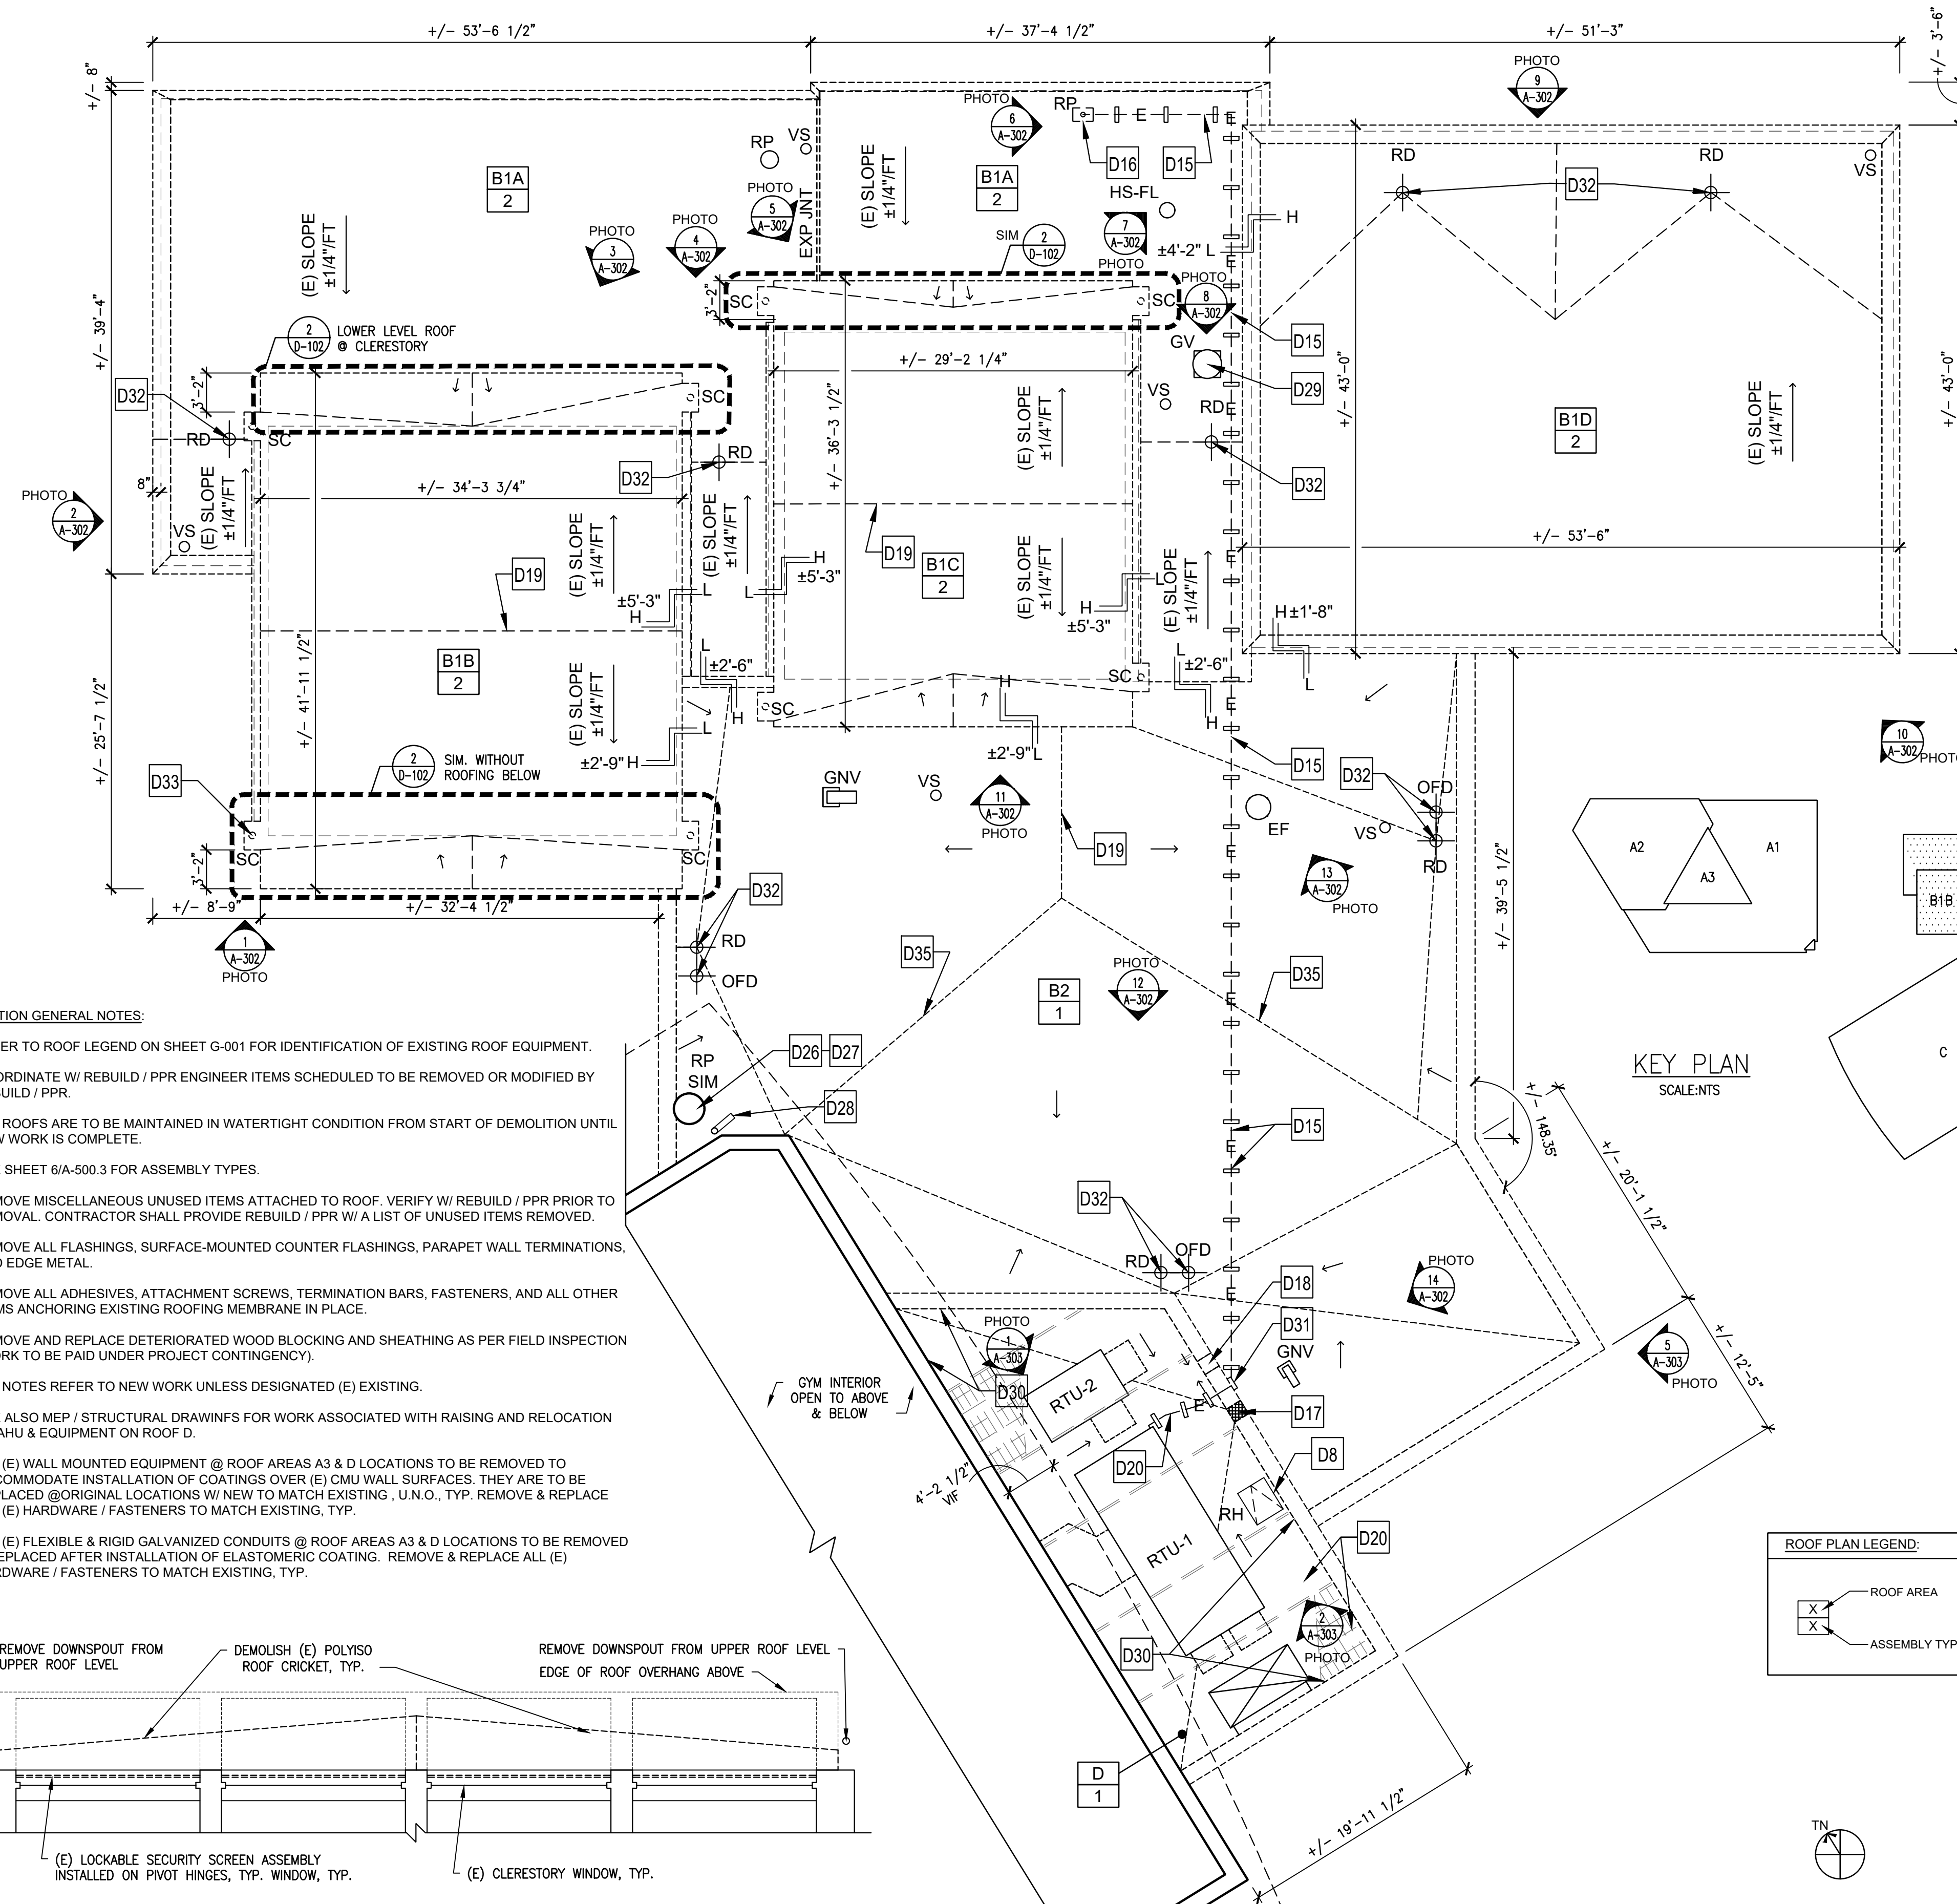 +/- 53'-6 1/2"
+/- 37'-4 1/2"
+/- 51'-3"
+/- 3'-6"
+/- 8"
PHOTO
9
A-302
PHOTO
6
A-302
RP
E
E
RP
VS
D16
D15
RD
RD
VS
D32
B1A
2
B1A
2
HS-FL
H
PHOTO
5
A-302
EXP JNT
(E) SLOPE
±1/4"/FT
(E) SLOPE
±1/4"/FT
PHOTO
3
A-302
PHOTO
4
A-302
SIM
2
D-102
7
A-302
PHOTO
±4'-2" L
E
PHOTO
8
A-302
3'-2"
SC
SC
+/- 39'-4"
2
D-102
LOWER LEVEL ROOF
@ CLERESTORY
D15
GV
+/- 29'-2 1/4"
D29
+/- 43'-0"
+/- 43'-0"
D32
3'-2"
SC
VS
RD
E
B1D
2
(E) SLOPE
±1/4"/FT
(E) SLOPE
±1/4"/FT
+/- 36'-3 1/2"
RD
SC
RD
D32
D32
8"
+/- 34'-3 3/4"
PHOTO
2
A-302
VS
(E) SLOPE
±1/4"/FT
(E) SLOPE
±1/4"/FT
(E) SLOPE
±1/4"/FT
D19
B1C
2
(E) SLOPE
±1/4"/FT
(E) SLOPE
±1/4"/FT
+/- 53'-6"
E
D19
H
±5'-3"
L
±5'-3"
H
L
L
H
±5'-3"
H ±1'-8"
L
+/- 41'-11 1/2"
B1B
2
(E) SLOPE
±1/4"/FT
L
±2'-6"
H
L
±2'-9" H
SC
SC
L
±2'-6"
H
E
H
±2'-9" L
+/- 25'-7 1/2"
2
D-102
SIM. WITHOUT
ROOFING BELOW
D33
GNV
VS
11
A-302
PHOTO
D15
D32
OFD
EF
VS
RD
10
A-302
PHOTO
SC
SC
3'-2"
D19
E
13
A-302
PHOTO
+/- 39'-5 1/2"
A2
A1
A3
B1B
+/- 8'-9"
+/- 32'-4 1/2"
D32
1
A-302
PHOTO
RD
OFD
D35
D35
B2
1
PHOTO
12
A-302
E
KEY PLAN
SCALE:NTS
C
TION GENERAL NOTES:
ER TO ROOF LEGEND ON SHEET G-001 FOR IDENTIFICATION OF EXISTING ROOF EQUIPMENT.
ORDINATE W/ REBUILD / PPR ENGINEER ITEMS SCHEDULED TO BE REMOVED OR MODIFIED BY
UILD / PPR.
ROOFS ARE TO BE MAINTAINED IN WATERTIGHT CONDITION FROM START OF DEMOLITION UNTIL
W WORK IS COMPLETE.
SHEET 6/A-500.3 FOR ASSEMBLY TYPES.
MOVE MISCELLANEOUS UNUSED ITEMS ATTACHED TO ROOF. VERIFY W/ REBUILD / PPR PRIOR TO
MOVAL. CONTRACTOR SHALL PROVIDE REBUILD / PPR W/ A LIST OF UNUSED ITEMS REMOVED.
MOVE ALL FLASHINGS, SURFACE-MOUNTED COUNTER FLASHINGS, PARAPET WALL TERMINATIONS,
D EDGE METAL.
MOVE ALL ADHESIVES, ATTACHMENT SCREWS, TERMINATION BARS, FASTENERS, AND ALL OTHER
MS ANCHORING EXISTING ROOFING MEMBRANE IN PLACE.
MOVE AND REPLACE DETERIORATED WOOD BLOCKING AND SHEATHING AS PER FIELD INSPECTION
ORK TO BE PAID UNDER PROJECT CONTINGENCY).
NOTES REFER TO NEW WORK UNLESS DESIGNATED (E) EXISTING.
ALSO MEP / STRUCTURAL DRAWINFS FOR WORK ASSOCIATED WITH RAISING AND RELOCATION
AHU & EQUIPMENT ON ROOF D.
(E) WALL MOUNTED EQUIPMENT @ ROOF AREAS A3 & D LOCATIONS TO BE REMOVED TO
COMMODATE INSTALLATION OF COATINGS OVER (E) CMU WALL SURFACES. THEY ARE TO BE
PLACED @ORIGINAL LOCATIONS W/ NEW TO MATCH EXISTING , U.N.O., TYP. REMOVE & REPLACE
(E) HARDWARE / FASTENERS TO MATCH EXISTING, TYP.
(E) FLEXIBLE & RIGID GALVANIZED CONDUITS @ ROOF AREAS A3 & D LOCATIONS TO BE REMOVED
EPLACED AFTER INSTALLATION OF ELASTOMERIC COATING. REMOVE & REPLACE ALL (E)
RDWARE / FASTENERS TO MATCH EXISTING, TYP.
RP
SIM
D26
D27
D28
D15
E
+/- 148.35°
+/- 20'-1 1/2"
D32
RD
OFD
D18
E
D31
GNV
PHOTO
14
A-302
+/- 12'-5"
5
A-303
PHOTO
PHOTO
1
A-303
GYM INTERIOR
OPEN TO ABOVE
& BELOW
D30
RTU-2
E
D17
D20
D8
4'-2 1/2"
VIF
RH
RTU-1
D20
2
A-303
PHOTO
D30
ROOF PLAN LEGEND:
X
X
ROOF AREA
ASSEMBLY TYP
REMOVE DOWNSPOUT FROM
UPPER ROOF LEVEL
DEMOLISH (E) POLYISO
ROOF CRICKET, TYP.
REMOVE DOWNSPOUT FROM UPPER ROOF LEVEL
EDGE OF ROOF OVERHANG ABOVE
D
1
+/- 19'-11 1/2"
TN
(E) LOCKABLE SECURITY SCREEN ASSEMBLY
INSTALLED ON PIVOT HINGES, TYP. WINDOW, TYP.
(E) CLERESTORY WINDOW, TYP.